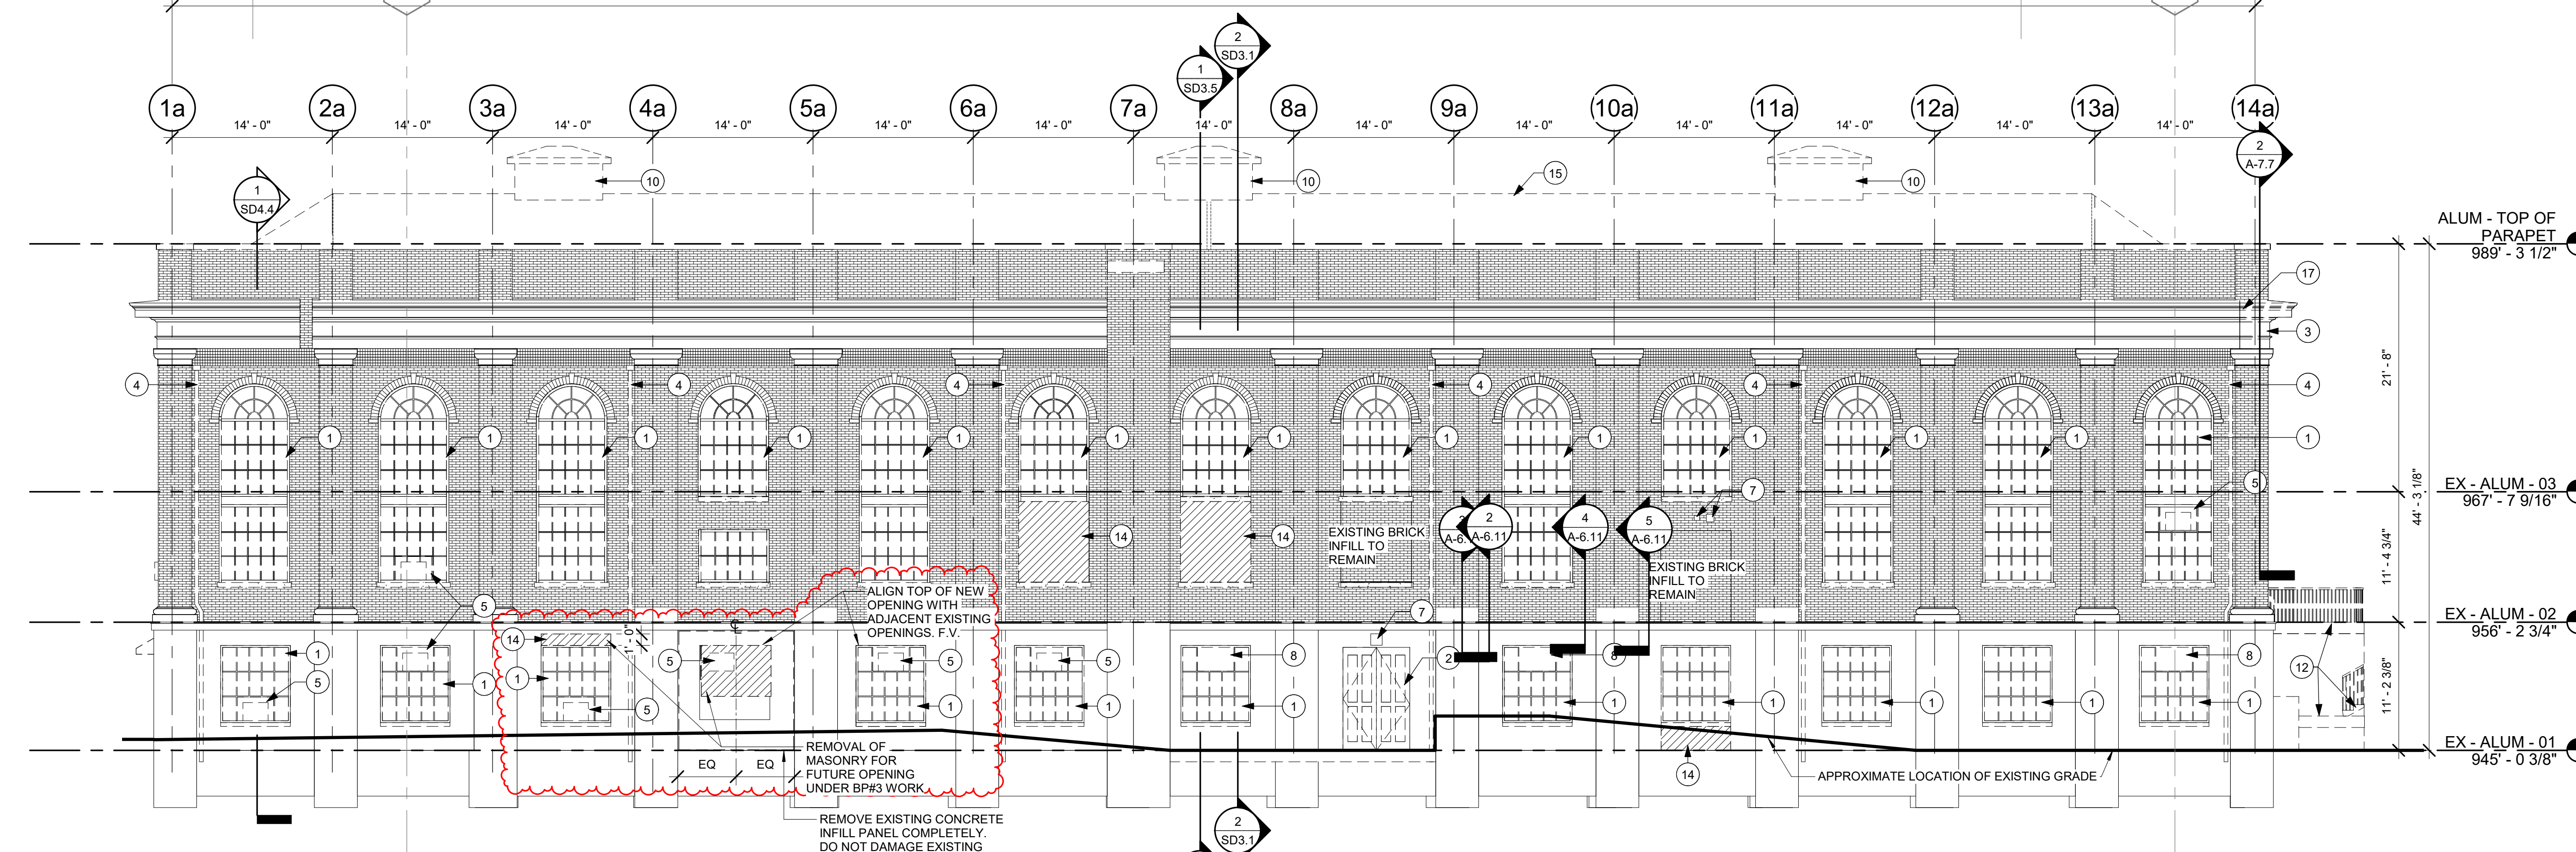 2
SD3.1
1
SD3.5
1a
2a
3a
4a
5a
6a
7a
8a
9a
10a
11a
12a
13a
14a
14' - 0"
14' - 0"
14' - 0"
14' - 0"
14' - 0"
14' - 0"
14' - 0"
14' - 0"
14' - 0"
14' - 0"
14' - 0"
14' - 0"
14' - 0"
2
A-7.7
1
SD4.4
10
10
15
10
ALUM - TOP OF
PARAPET
989' - 3 1/2"
17
3
4
4
4
4
4
4
21' - 8"
1
1
1
1
1
1
1
1
1
1
1
1
1
44' - 3 1/8"
EX - ALUM - 03
967' - 7 9/16"
5
7
14
14
EXISTING BRICK
INFILL TO
REMAIN
A-6.
2
A-6.11
4
A-6.11
5
A-6.11
EXISTING BRICK
INFILL TO
REMAIN
11' - 4 3/4"
5
ALIGN TOP OF NEW
OPENING WITH
ADJACENT EXISTING
OPENINGS. F.V.
7
EX - ALUM - 02
956' - 2 3/4"
14
1' - 0"
℄
1
5
5
5
8
2
8
8
12
5
1
1
5
1
1
1
1
1
1
1
1
11' - 2 3/8"
REMOVAL OF
MASONRY FOR
FUTURE OPENING
UNDER BP#3 WORK
EQ
EQ
14
APPROXIMATE LOCATION OF EXISTING GRADE
EX - ALUM - 01
945' - 0 3/8"
REMOVE EXISTING CONCRETE
INFILL PANEL COMPLETELY.
DO NOT DAMAGE EXISTING
2
SD3.1